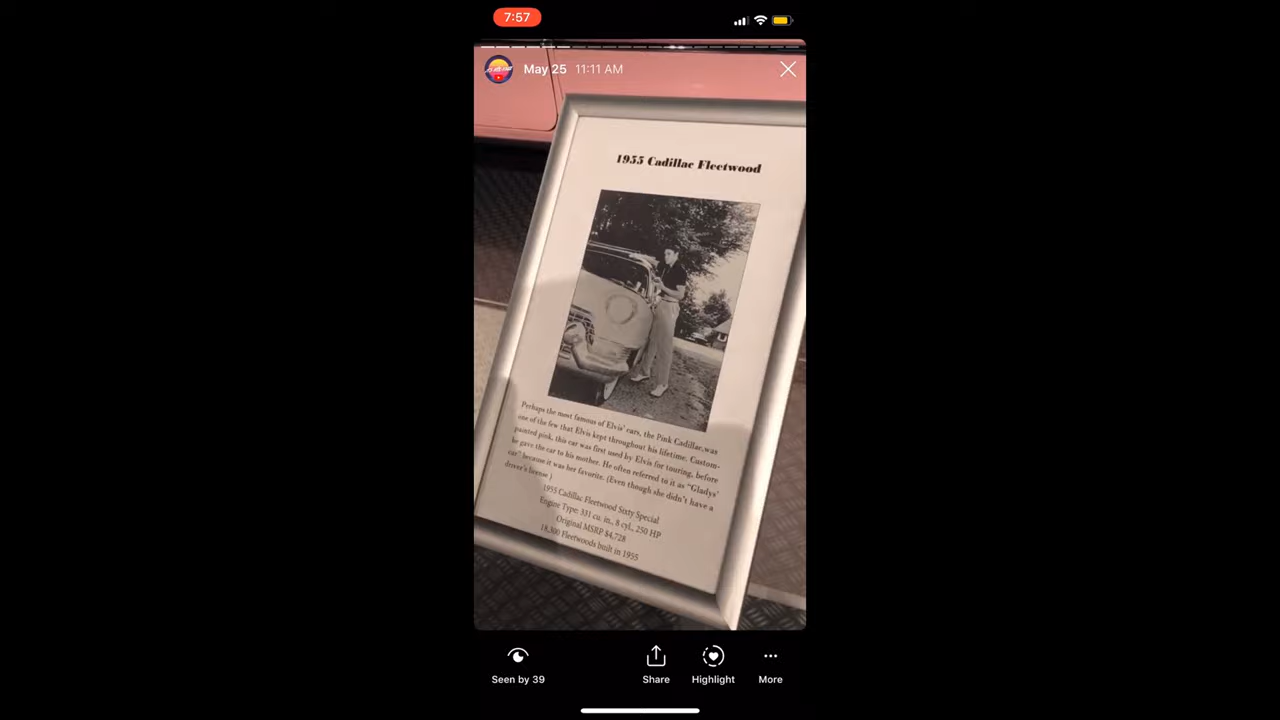 7:57
May 25 11:11 AM
1955 Cadillac Fleetwood
Perhaps the most famous of Elvis' cars, the Pink Cadillac, was
one of the few that Elvis kept throughout his lifetime. Custom-
painted pink, this car was first used by Elvis for touring, before
he gave the car to his mother. He often referred to it as "Gladys'
car" because it was her favorite. (Even though she didn't have a
driver's license )
1955 Cadillac Fleetwood Sixty Special
Engine Type: 331 cu. in., 8 cyl., 250 HP
Original MSRP $4,728
18,300 Fleetwoods built in 1955
Seen by 39
Share
Highlight
More